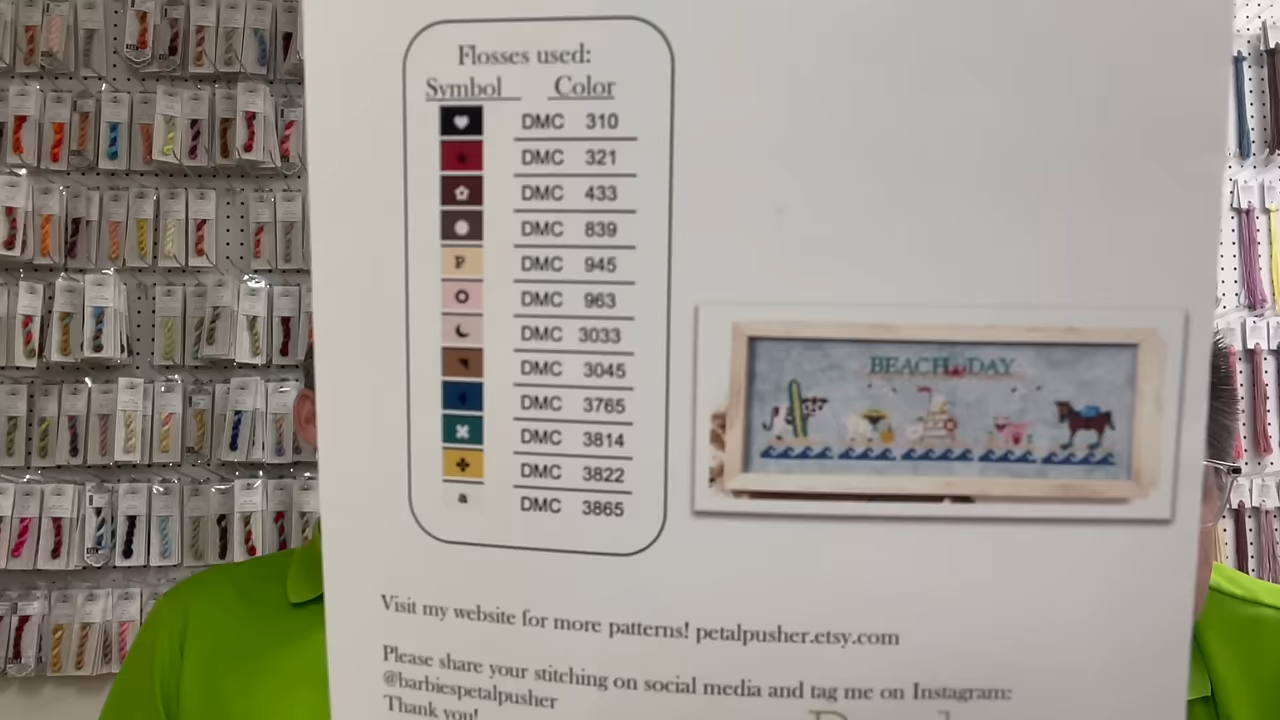 Flosses used:
Symbol Color
DMC 310
DMC 321
DMC 433
DMC 839
P DMC 945
DMC 963
DMC 3033
DMC 3045
DMC 3765
DMC 3814
DMC 3822
a DMC 3865
BEACH DAY
Visit my website for more patterns! petalpusher.etsy.com
Please share your stitching on social media and tag me on Instagram:
@barbiespetalpusher
Thank you!